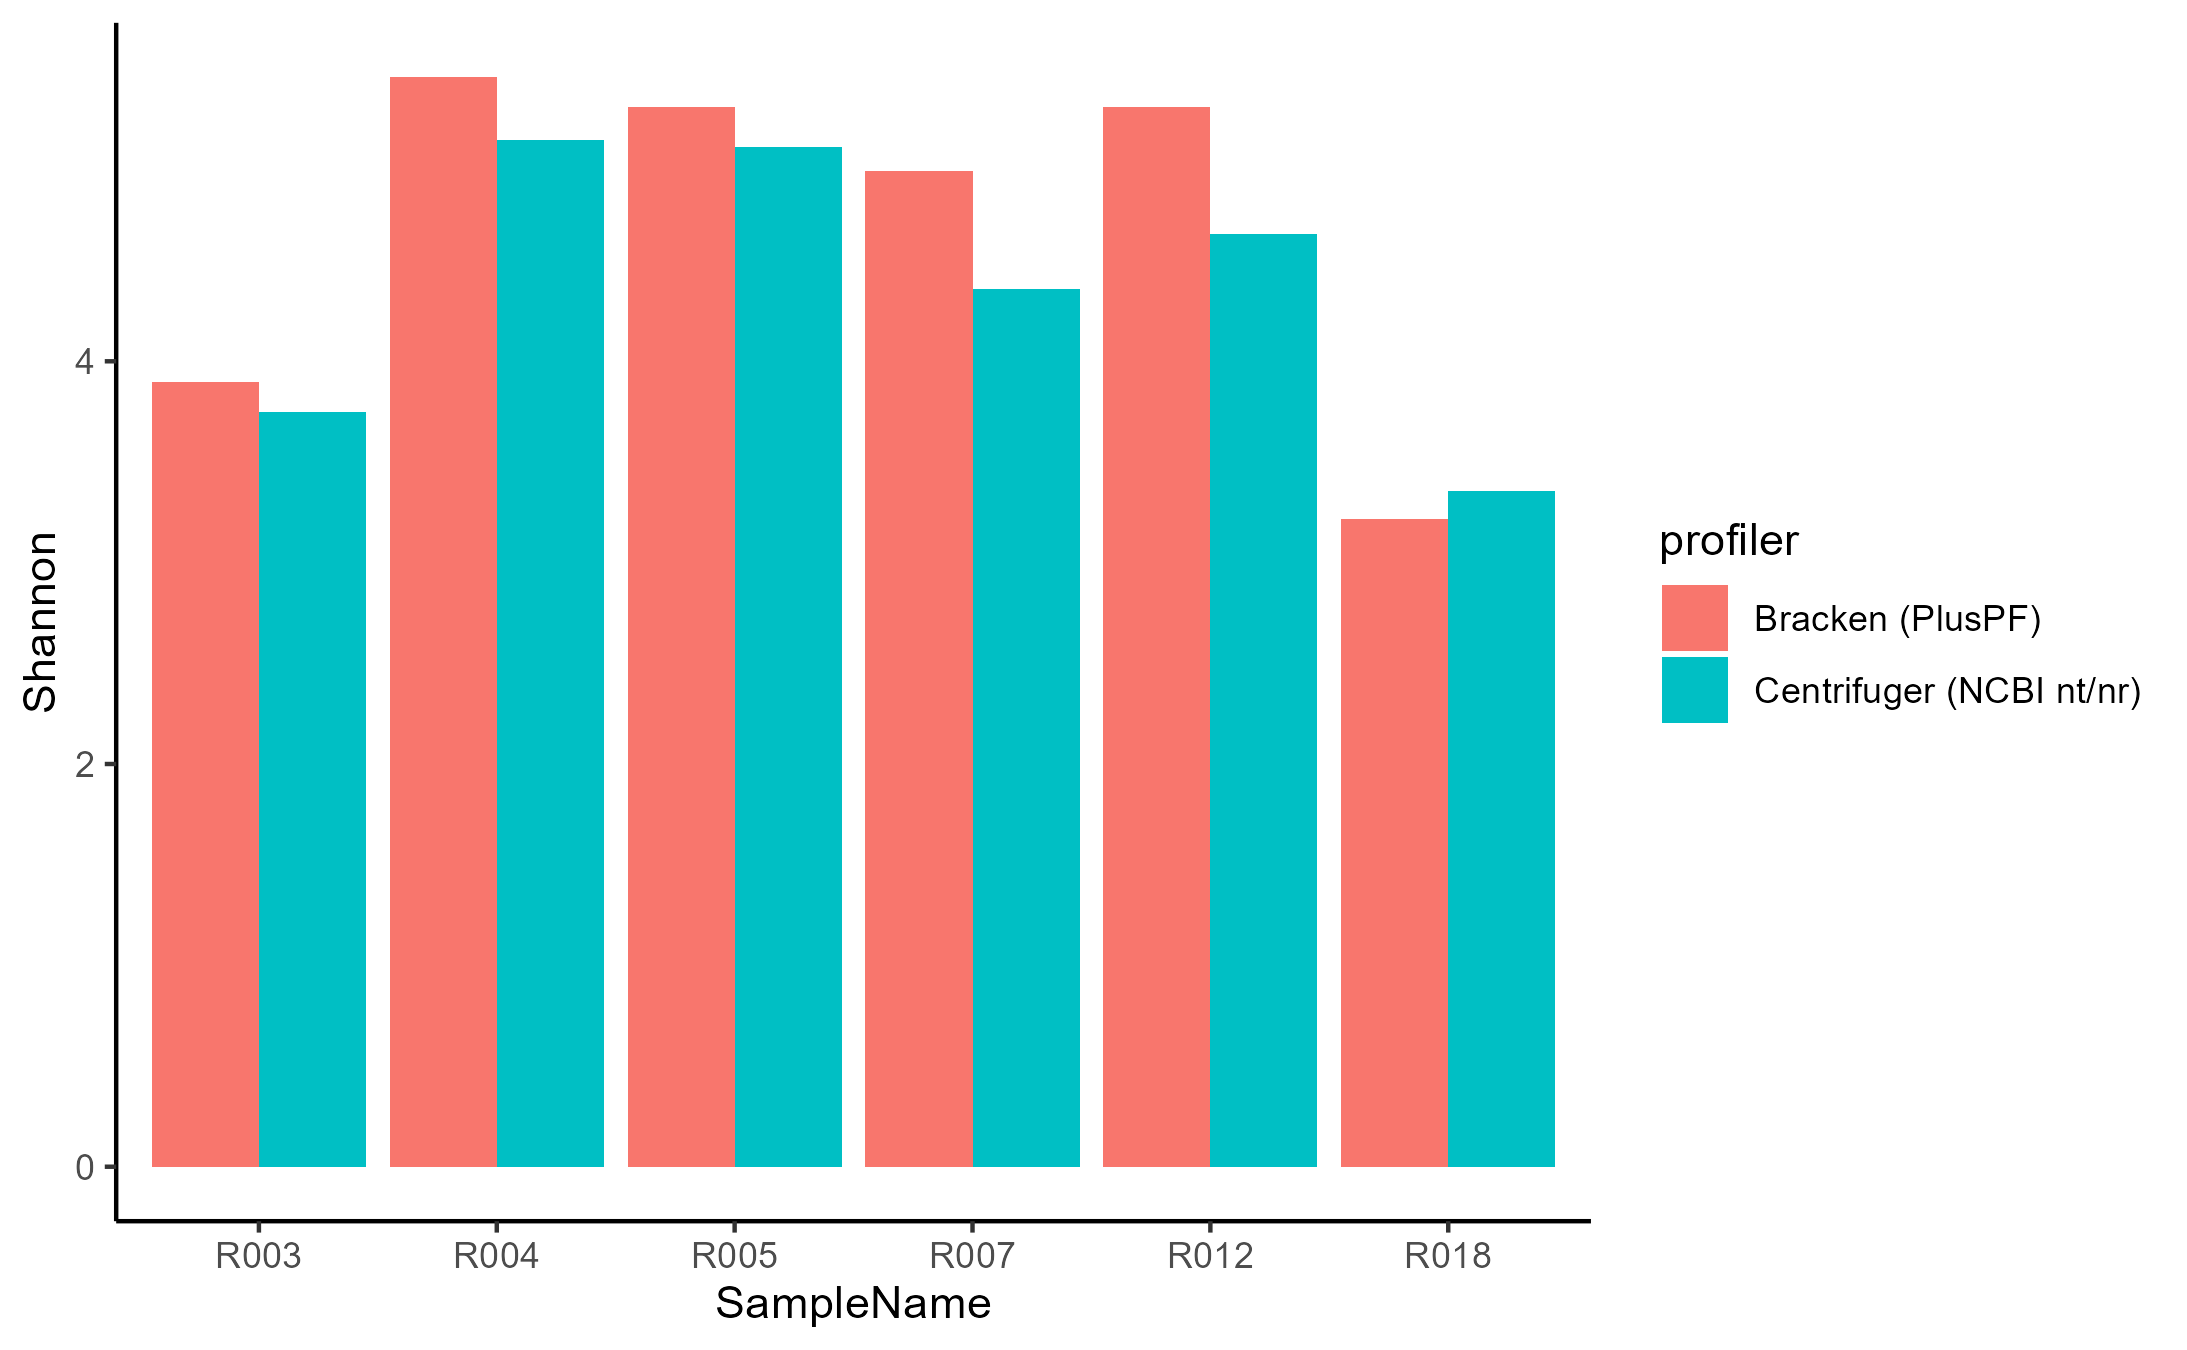 Shannon
4
2
0
R003 R004 R005 R007 R012 R018
SampleName
profiler
Bracken (PlusPF)
Centrifuger (NCBI nt/nr)